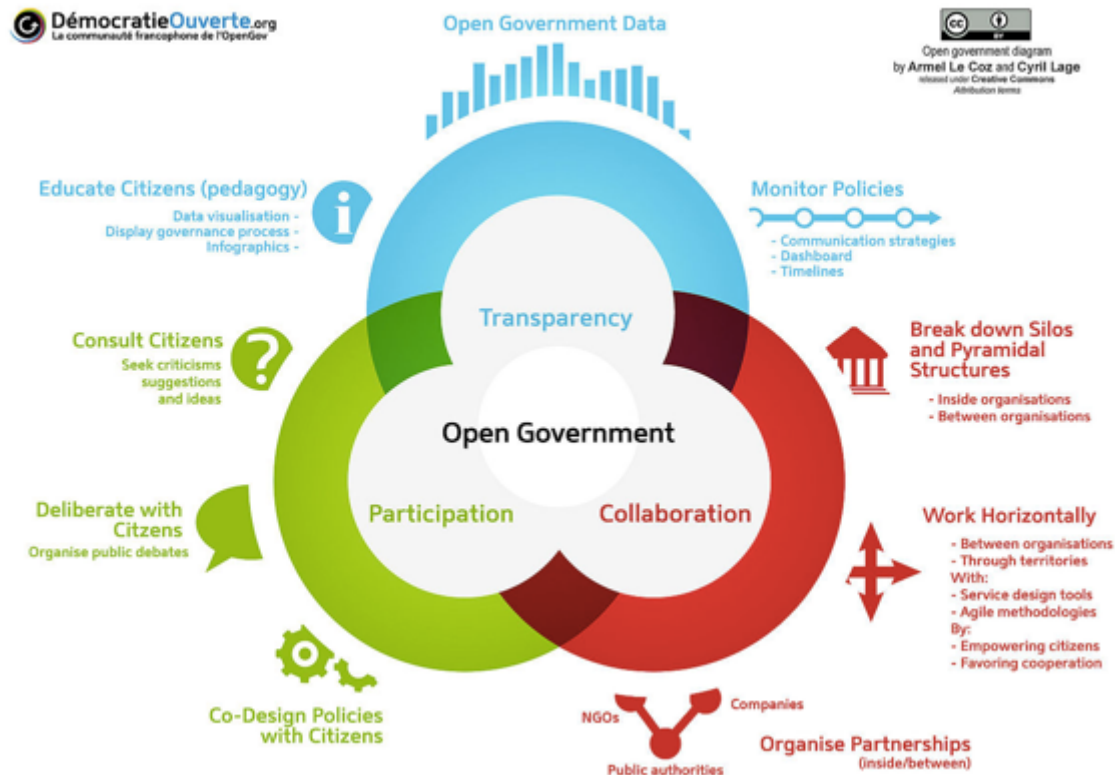 DémocratieOuverte.org
La communauté francophone de l'OpenGov
Open Government Data
cc
BY
Open government diagram
by Armel Le Coz and Cyril Lage
released under Creative Commons
Attribution terms
Educate Citizens (pedagogy)
Data visualisation -
Display governance process -
Infographics -
i
Monitor Policies
- Communication strategies
- Dashboard
- Timelines
Transparency
Consult Citizens
Seek criticisms
suggestions
and ideas
?
Break down Silos
and Pyramidal
Structures
- Inside organisations
- Between organisations
Open Government
Participation
Collaboration
Deliberate with
Citzens
Organise public debates
Work Horizontally
- Between organisations
- Through territories
With:
- Service design tools
- Agile methodologies
By:
- Empowering citizens
- Favoring cooperation
Co-Design Policies
with Citizens
NGOs
Companies
Public authorities
Organise Partnerships
(inside/between)